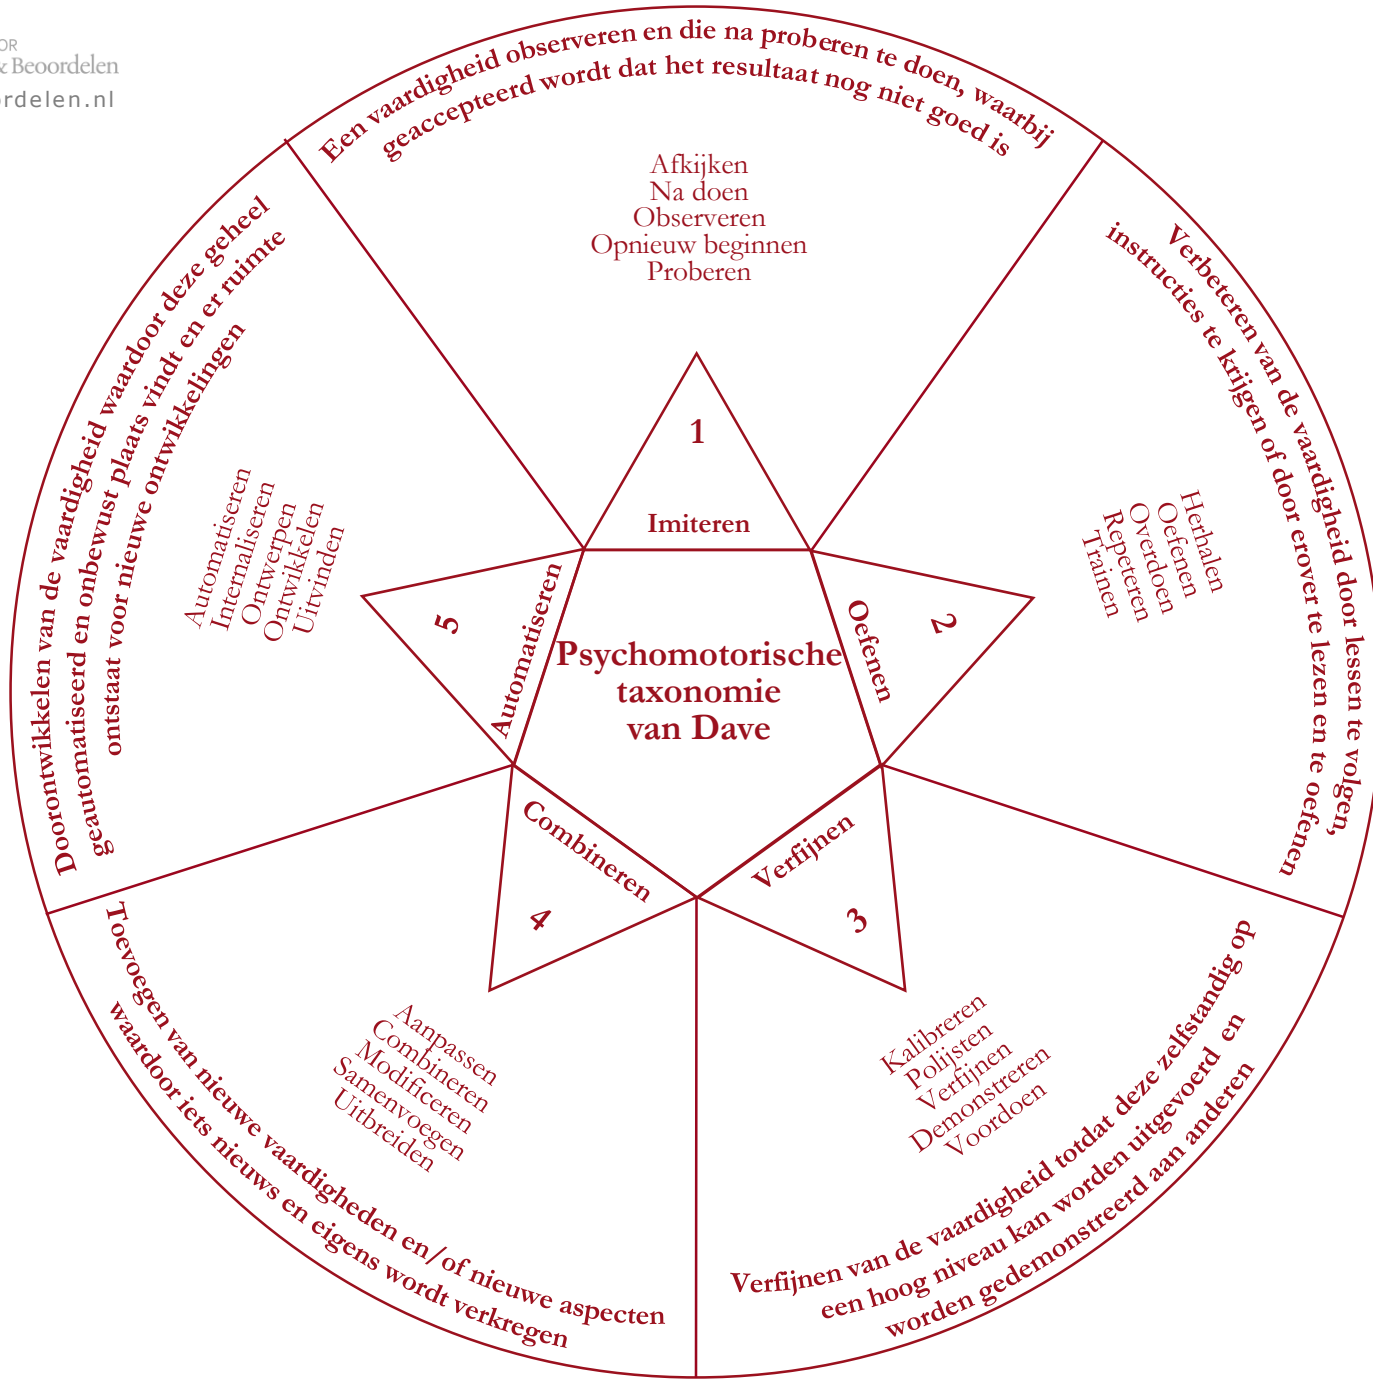 OR
& Beoordelen
rdelen.nl
Een vaardigheid observeren en die na proberen te doen, waarbij
geaccepteerd wordt dat het resultaat nog niet goed is
Afkijken
Na doen
Observeren
Opnieuw beginnen
Proberen
1
Imiteren
Verbeteren van de vaardigheid door lessen te volgen,
instructies te krijgen of door erover te lezen en te oefenen
Herhalen
Oefenen
Overdoen
Repeteren
Trainen
2
Oefenen
Verfijnen van de vaardigheid totdat deze zelfstandig op
een hoog niveau kan worden uitgevoerd en
worden gedemonstreerd aan anderen
Kalibreren
Polijsten
Verfijnen
Demonstreren
Voordoen
3
Verfijnen
Toevoegen van nieuwe vaardigheden en/of nieuwe aspecten
waardoor iets nieuws en eigens wordt verkregen
Aanpassen
Combineren
Modificeren
Samenvoegen
Uitbreiden
4
Combineren
Doorontwikkelen van de vaardigheid waardoor deze geheel
geautomatiseerd en onbewust plaats vindt en er ruimte
ontstaat voor nieuwe ontwikkelingen
Automatiseren
Internaliseren
Ontwerpen
Ontwikkelen
Uitvinden
5
Automatiseren
Psychomotorische
taxonomie
van Dave